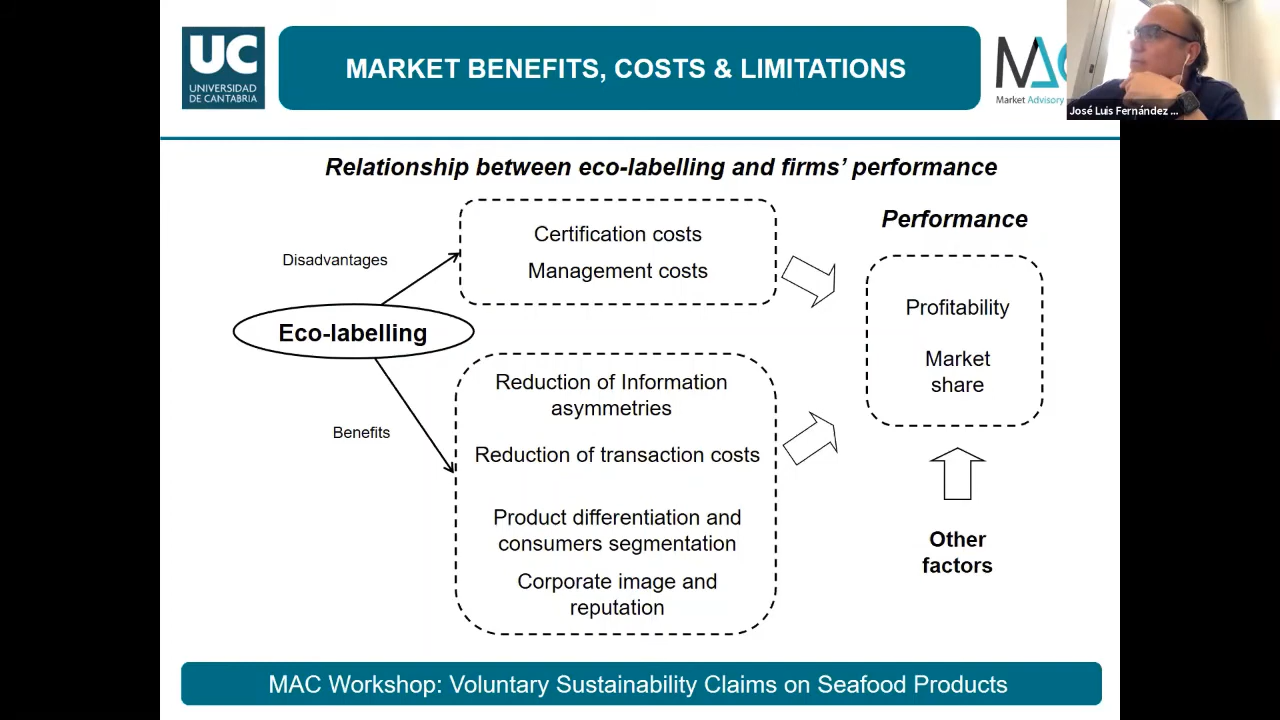 UC
UNIVERSIDAD
DE CANTABRIA
MARKET BENEFITS, COSTS & LIMITATIONS
Market Advisory
José Luis Fernández ...
Relationship between eco-labelling and firms’ performance
Performance
Certification costs
Management costs
Disadvantages
Eco-labelling
Benefits
Reduction of Information
asymmetries
Reduction of transaction costs
Product differentiation and
consumers segmentation
Corporate image and
reputation
Profitability
Market
share
Other
factors
MAC Workshop: Voluntary Sustainability Claims on Seafood Products